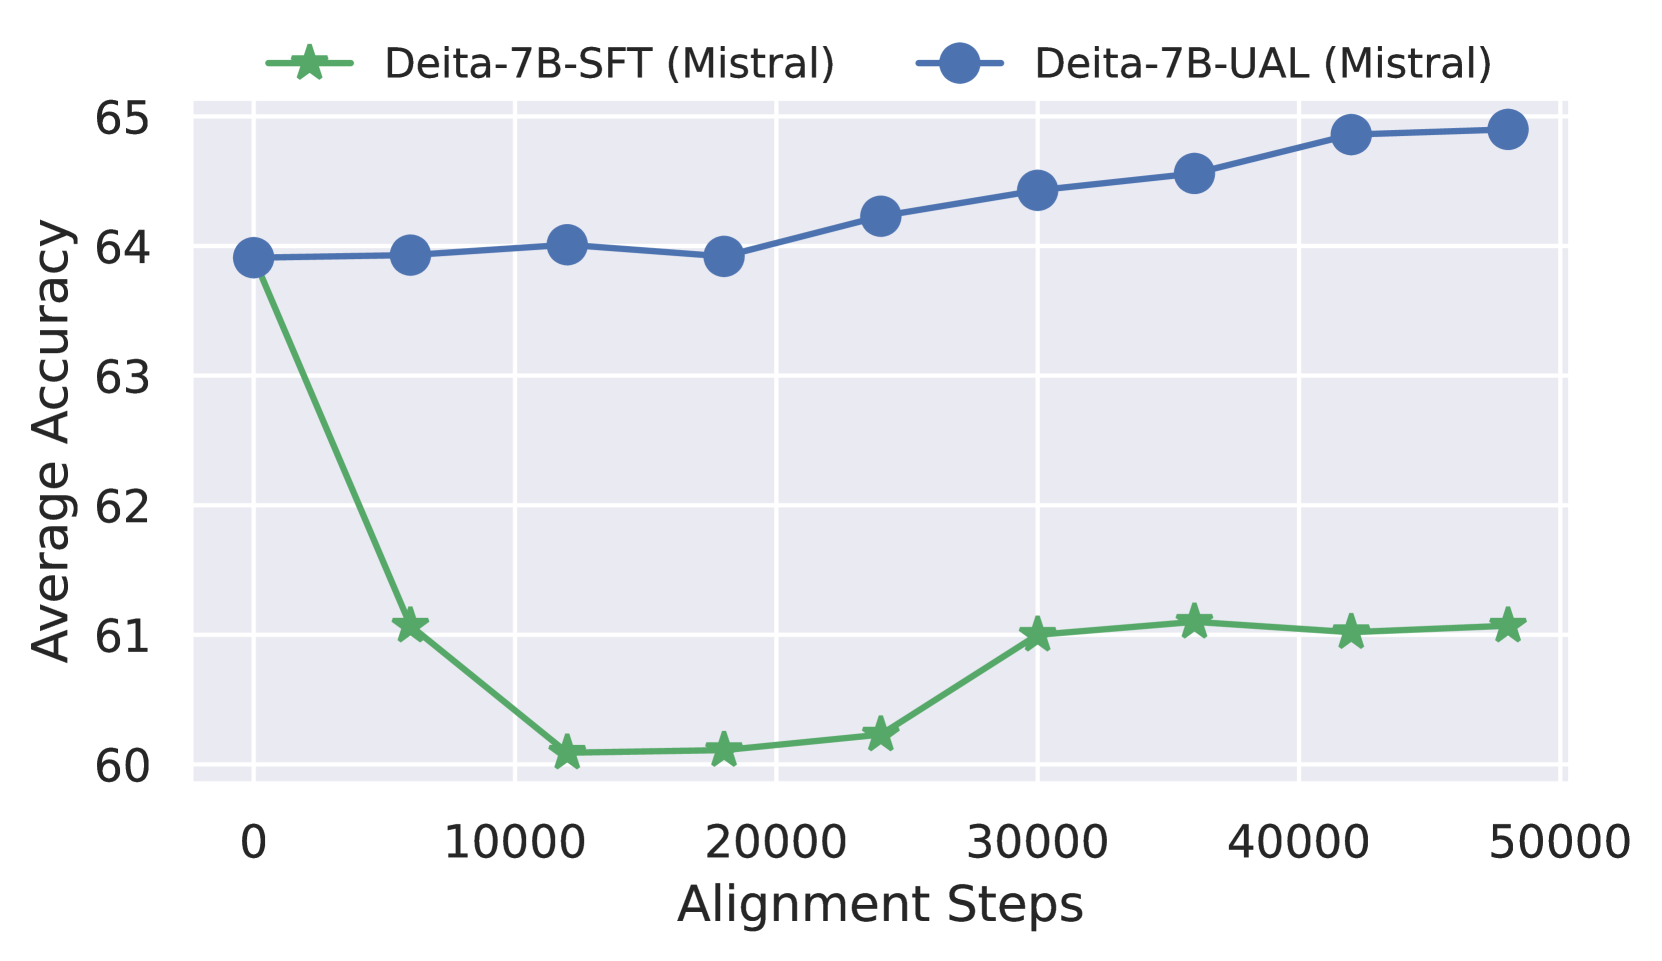 Deita-7B-SFT (Mistral) Deita-7B-UAL (Mistral)
65
64
63
62
61
60
Average Accuracy
0 10000 20000 30000 40000 50000
Alignment Steps